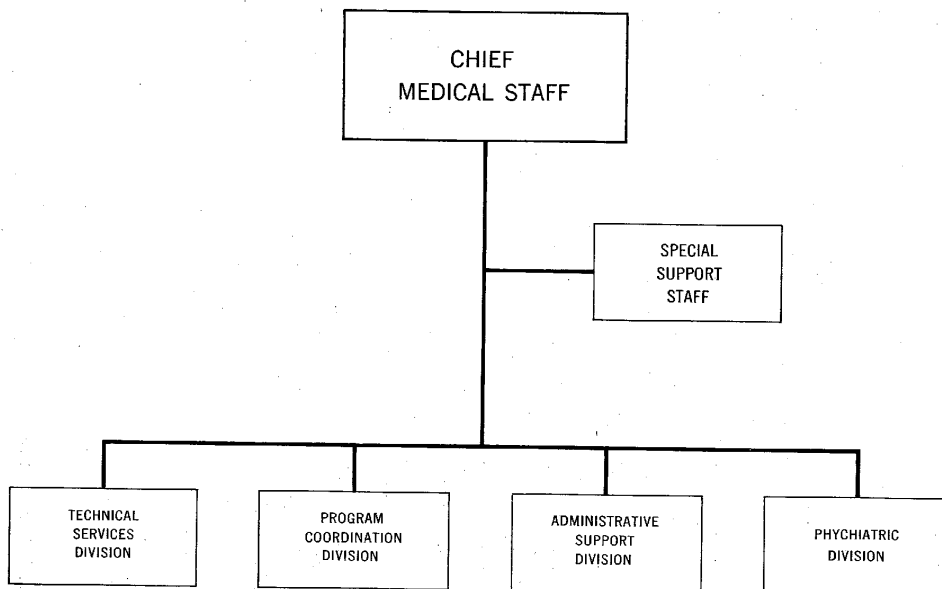 CHIEF
MEDICAL STAFF
SPECIAL
SUPPORT
STAFF
TECHNICAL
SERVICES
DIVISION
PROGRAM
COORDINATION
DIVISION
ADMINISTRATIVE
SUPPORT
DIVISION
PHYCHIATRIC
DIVISION